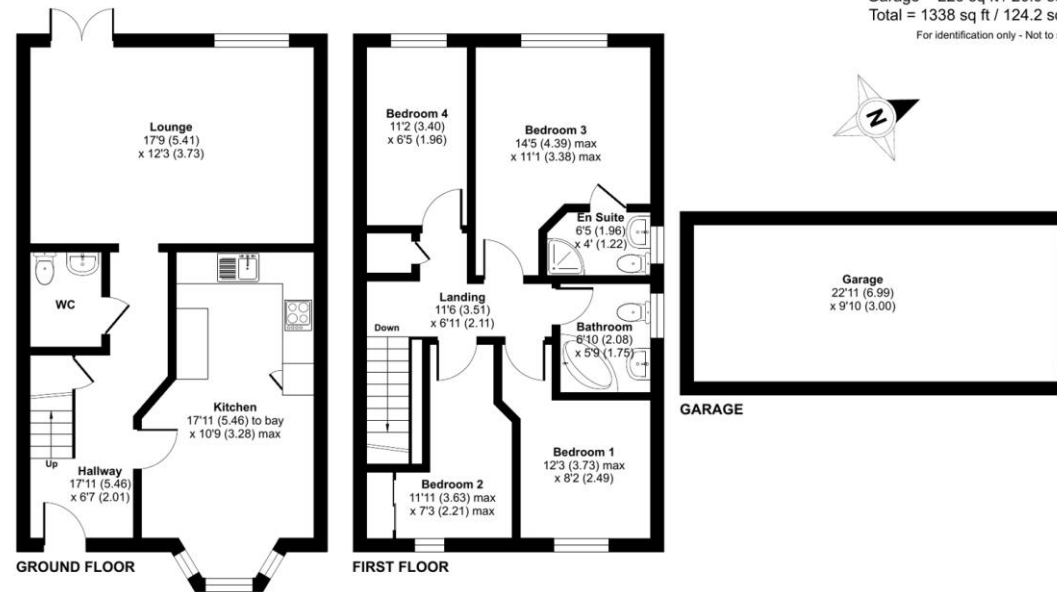 Total = 1338 sq ft / 124.2
For identification only - Not to
N
Lounge
17'9 (5.41)
x 12'3 (3.73)
WC
Kitchen
17'11 (5.46) to bay
x 10'9 (3.28) max
Up
Hallway
17'11 (5.46)
x 6'7 (2.01)
GROUND FLOOR
Bedroom 4
11'2 (3.40)
x 6'5 (1.96)
Bedroom 3
14'5 (4.39) max
x 11'1 (3.38) max
En Suite
6'5 (1.96)
x 4' (1.22)
Landing
11'6 (3.51)
x 6'11 (2.11)
Down
Bathroom
6'10 (2.08)
x 5'9 (1.75)
Bedroom 2
11'11 (3.63) max
x 7'3 (2.21) max
Bedroom 1
12'3 (3.73) max
x 8'2 (2.49)
FIRST FLOOR
Garage
22'11 (6.99)
x 9'10 (3.00)
GARAGE